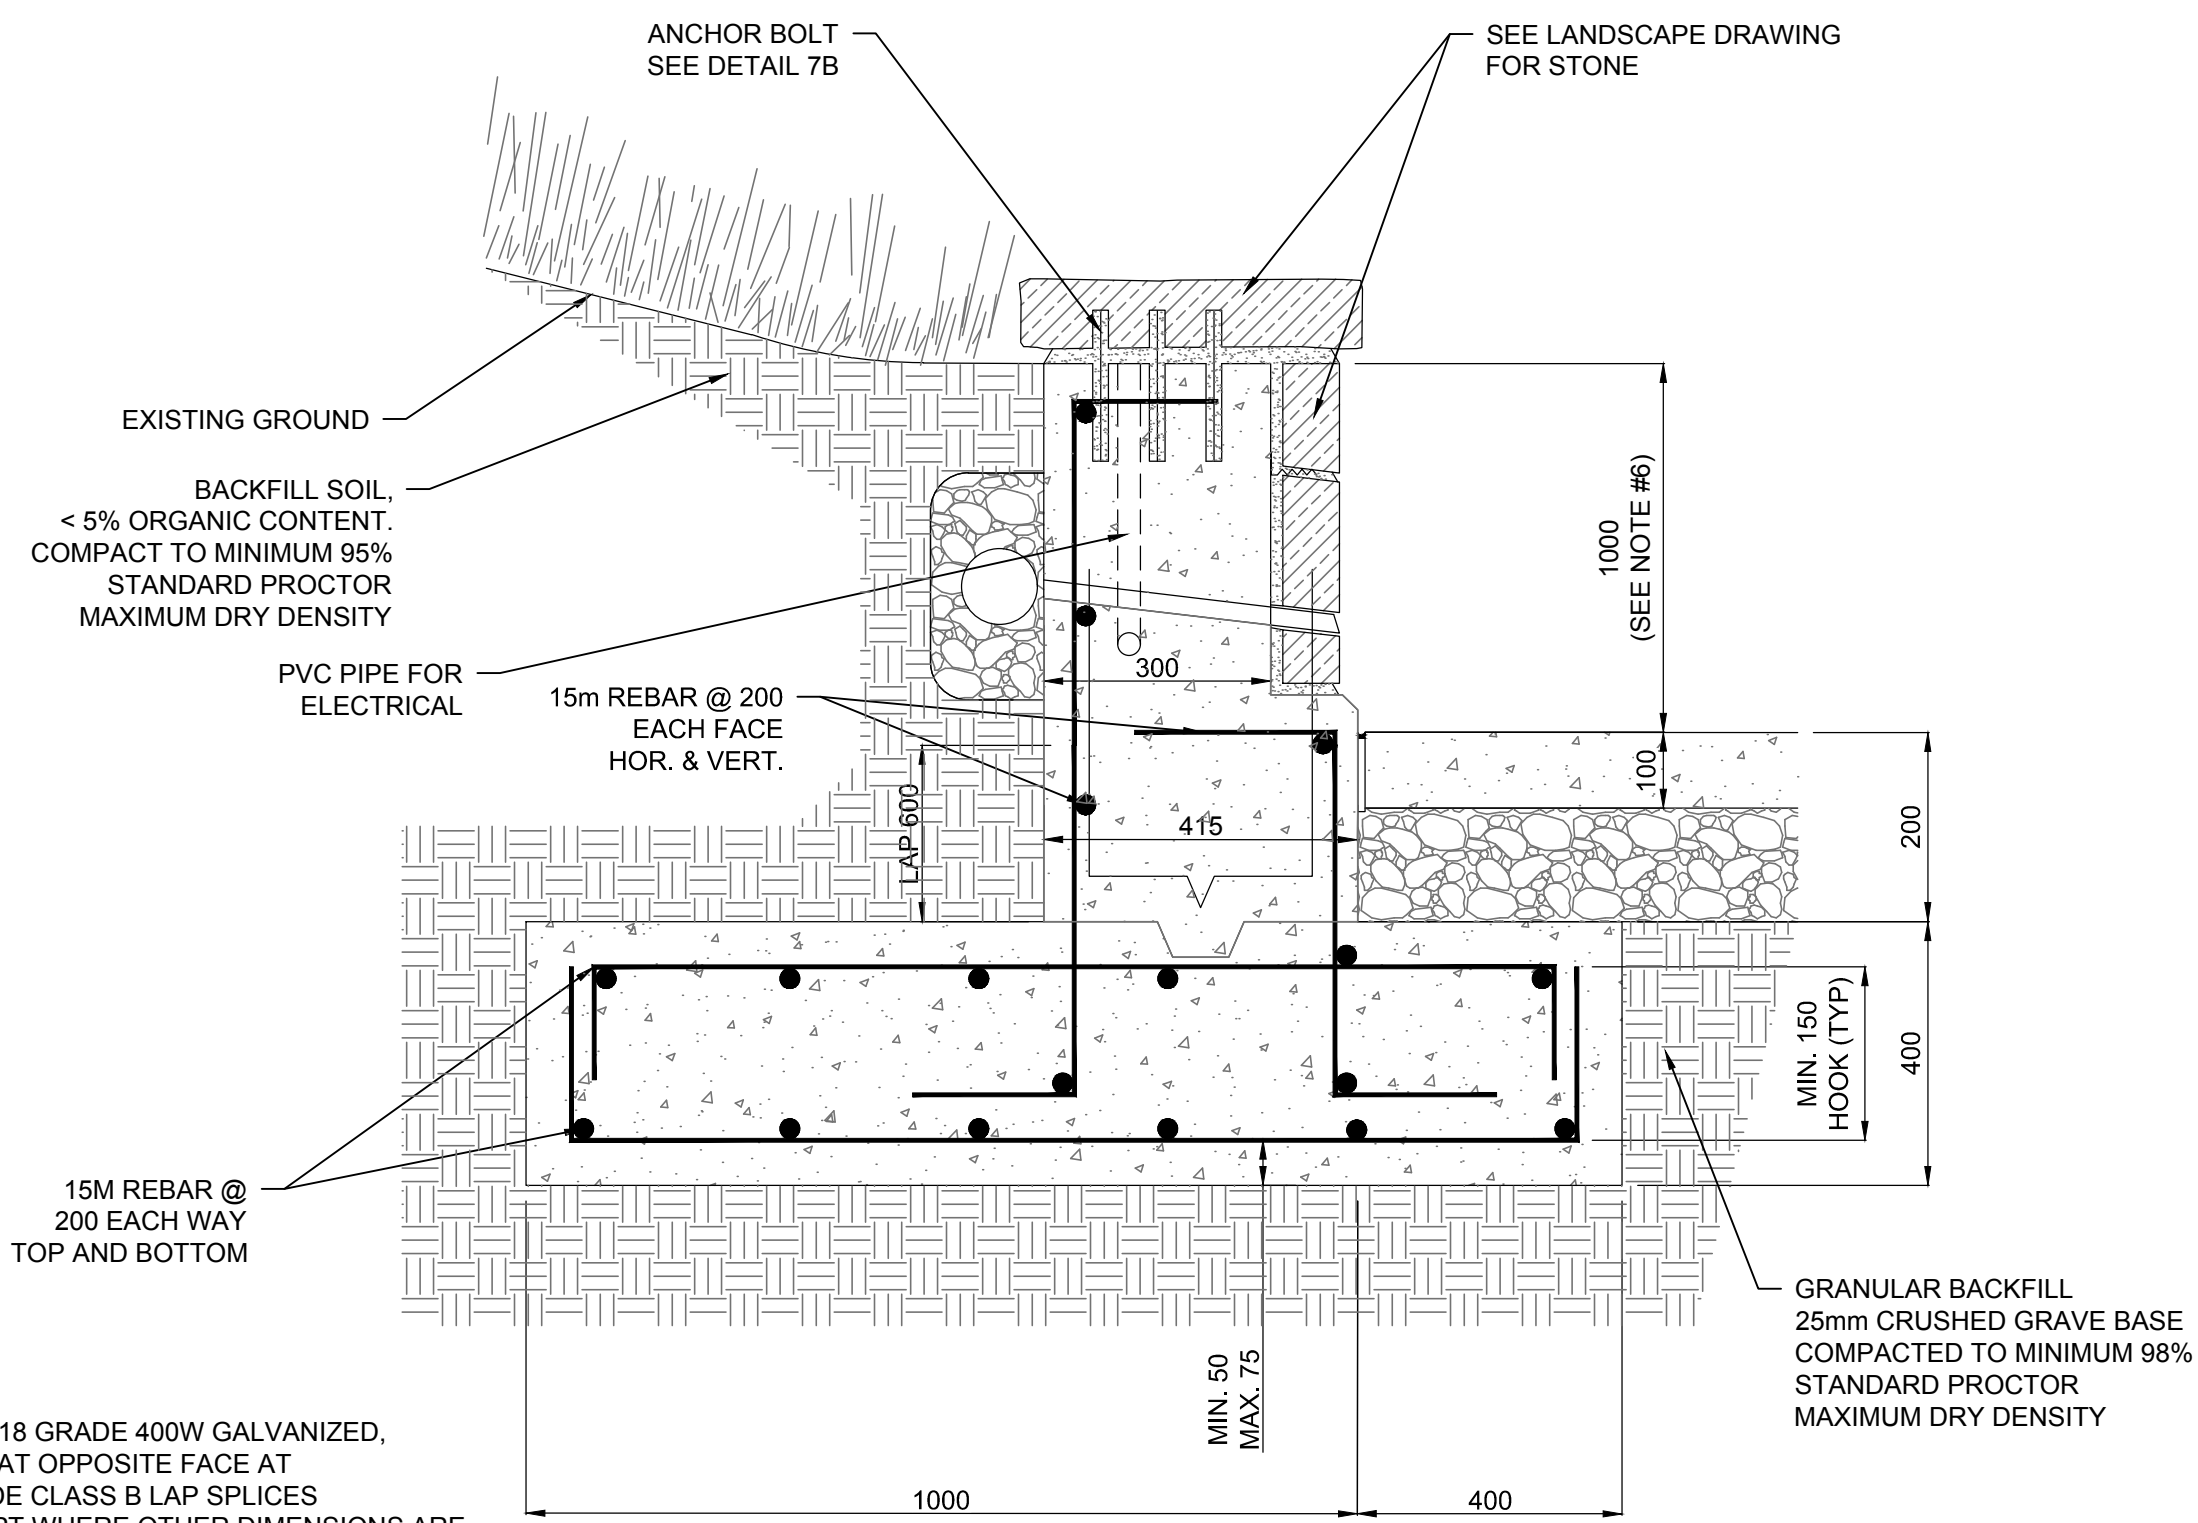 ANCHOR BOLT
SEE DETAIL 7B
SEE LANDSCAPE DRAWING
FOR STONE
EXISTING GROUND
BACKFILL SOIL,
< 5% ORGANIC CONTENT.
COMPACT TO MINIMUM 95%
STANDARD PROCTOR
MAXIMUM DRY DENSITY
PVC PIPE FOR
ELECTRICAL
15m REBAR @ 200
EACH FACE
HOR. & VERT.
300
1000
(SEE NOTE #6)
100
200
LAP 600
415
MIN. 150
HOOK (TYP)
400
15M REBAR @
200 EACH WAY
TOP AND BOTTOM
GRANULAR BACKFILL
25mm CRUSHED GRAVE BASE
COMPACTED TO MINIMUM 98%
STANDARD PROCTOR
MAXIMUM DRY DENSITY
MIN. 50
MAX. 75
18 GRADE 400W GALVANIZED,
AT OPPOSITE FACE AT
CLASS B LAP SPLICES
WHERE OTHER DIMENSIONS ARE
1000
400